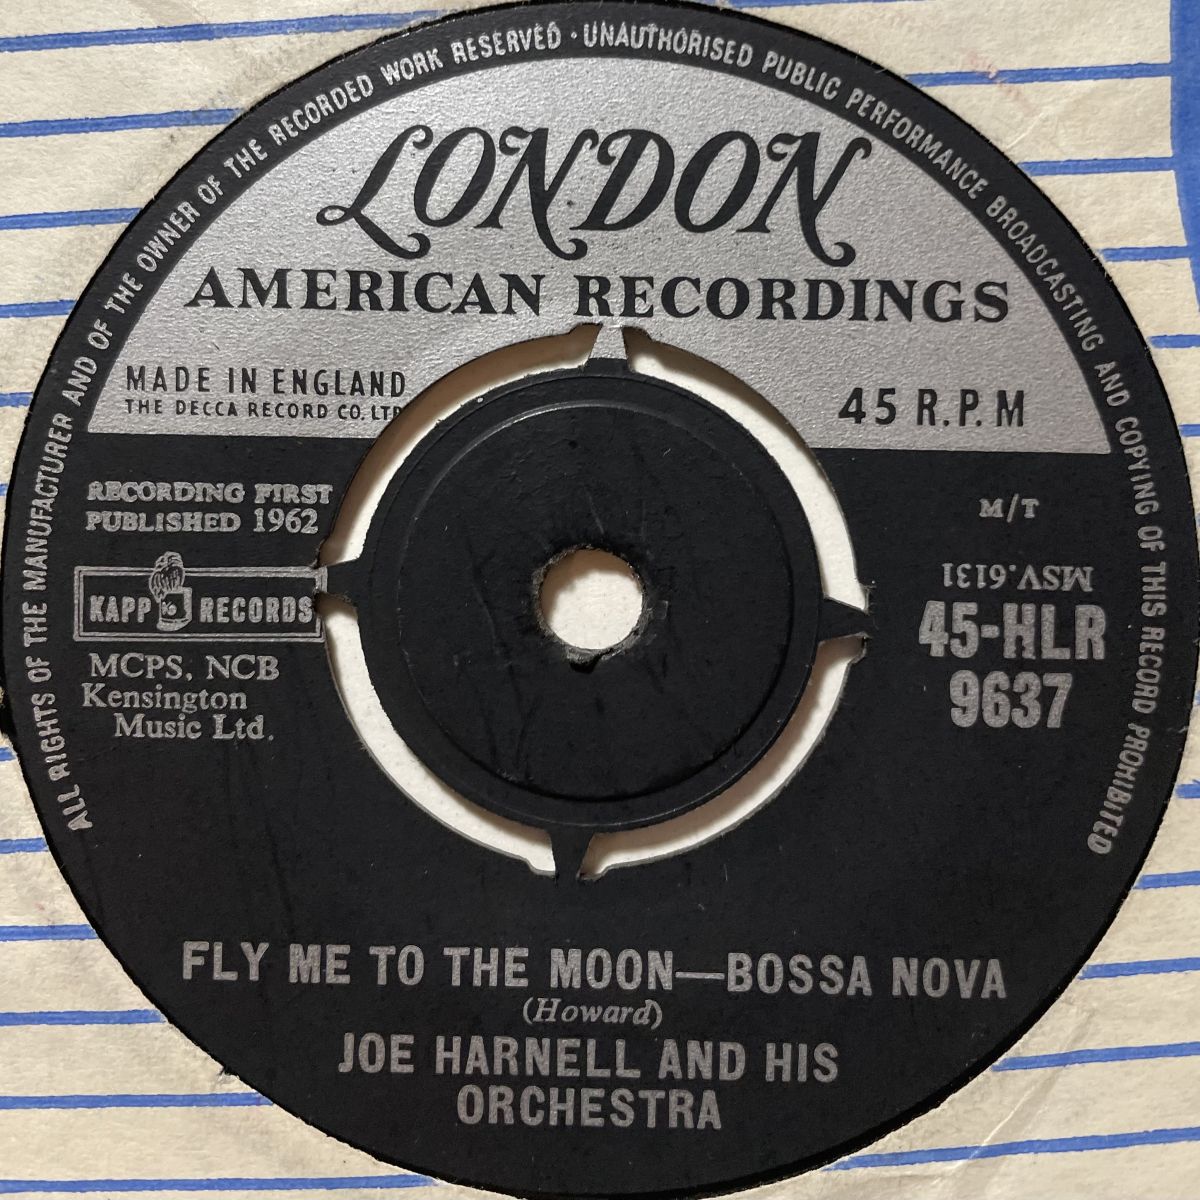 ALL RIGHTS OF THE MANUFACTURER AND OF THE OWNER OF THE RECORDED WORK RESERVED · UNAUTHORISED PUBLIC PERFORMANCE BROADCASTING AND COPYING OF THIS RECORD PROHIBITED
LONDON
AMERICAN RECORDINGS
MADE IN ENGLAND
THE DECCA RECORD CO. LTD
45 R.P.M
RECORDING FIRST
PUBLISHED 1962
KAPP RECORDS
MCPS, NCB
Kensington
Music Ltd.
M/T
MSV.6131
45-HLR
9637
FLY ME TO THE MOON—BOSSA NOVA
(Howard)
JOE HARNELL AND HIS
ORCHESTRA